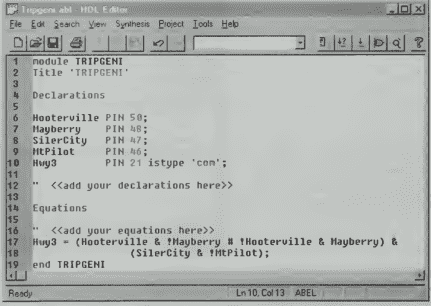 Tripgeni.abl - HDL Editor
File Edit Search View Synthesis Project Tools Help
1 module TRIPGENI
2 Title 'TRIPGENI'
3
4 Declarations
5
6 Hooterville PIN 50;
7 Mayberry PIN 48;
8 SilerCity PIN 47;
9 MtPilot PIN 46;
10 Hwy3 PIN 21 istype 'com';
11
12 " <<add your declarations here>>
13
14 Equations
15
16 " <<add your equations here>>
17 Hwy3 = (Hooterville & !Mayberry # !Hooterville & Mayberry) &
18 (SilerCity & !MtPilot);
19 end TRIPGENI
Ready Ln 10, Col 13 ABEL